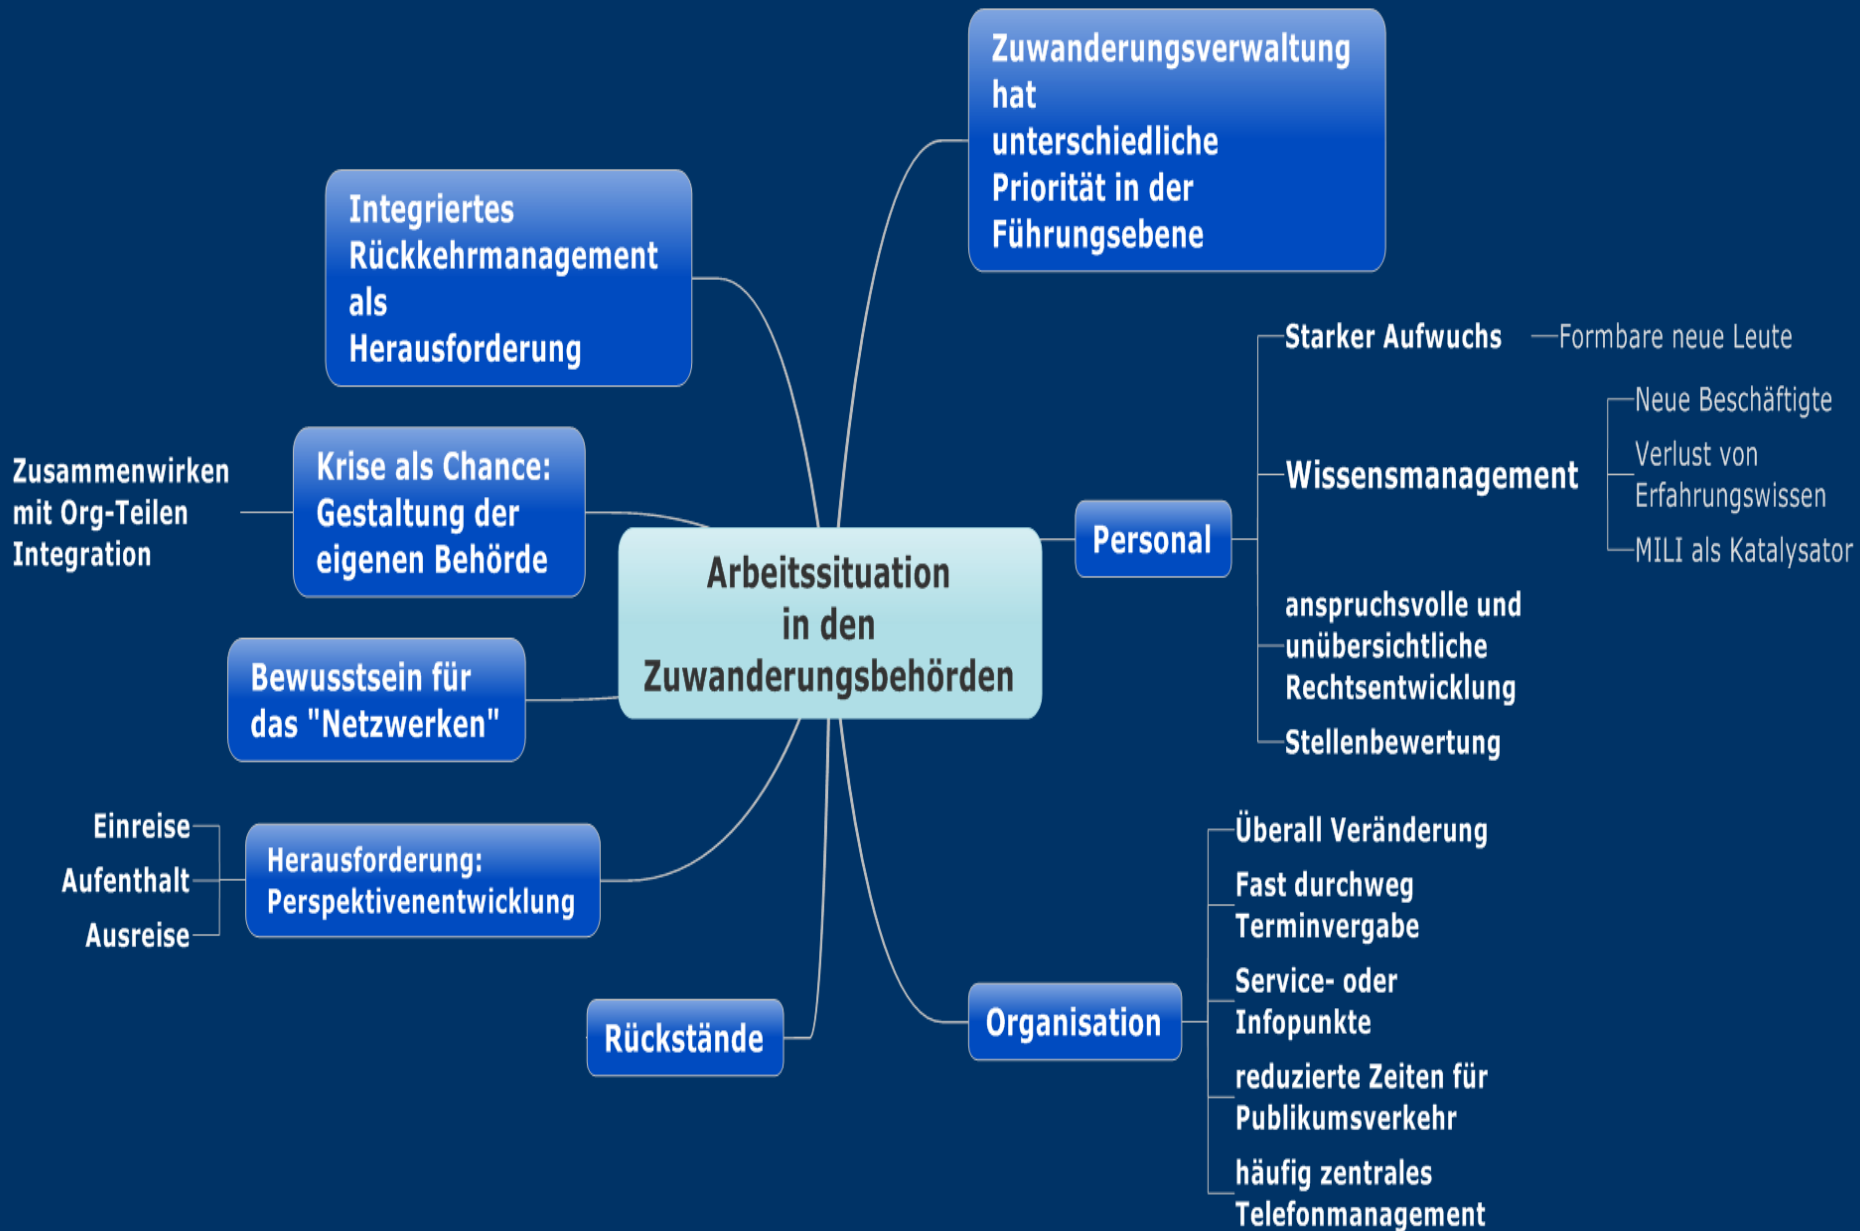 Arbeitssituation
in den
Zuwanderungsbehörden
Zuwanderungsverwaltung
hat
unterschiedliche
Priorität in der
Führungsebene
Personal
Starker Aufwuchs
Formbare neue Leute
Wissensmanagement
Neue Beschäftigte
Verlust von
Erfahrungswissen
MILI als Katalysator
anspruchsvolle und
unübersichtliche
Rechtsentwicklung
Stellenbewertung
Organisation
Überall Veränderung
Fast durchweg
Terminvergabe
Service- oder
Infopunkte
reduzierte Zeiten für
Publikumsverkehr
häufig zentrales
Telefonmanagement
Rückstände
Herausforderung:
Perspektivenentwicklung
Einreise
Aufenthalt
Ausreise
Bewusstsein für
das "Netzwerken"
Krise als Chance:
Gestaltung der
eigenen Behörde
Zusammenwirken
mit Org-Teilen
Integration
Integriertes
Rückkehrmanagement
als
Herausforderung